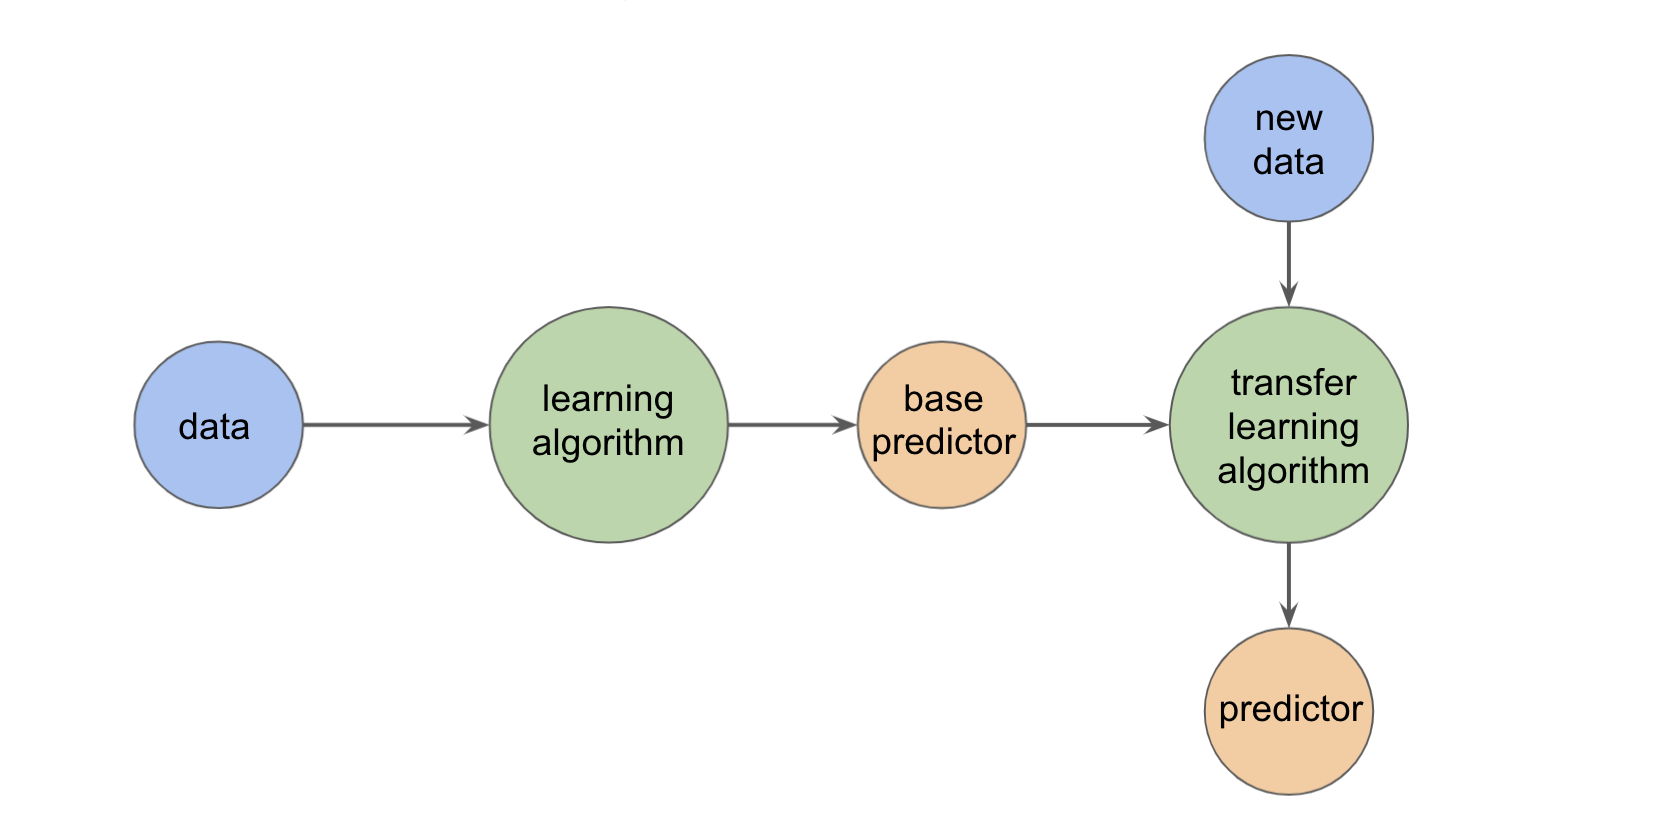 new
data
data
learning
algorithm
base
predictor
transfer
learning
algorithm
predictor